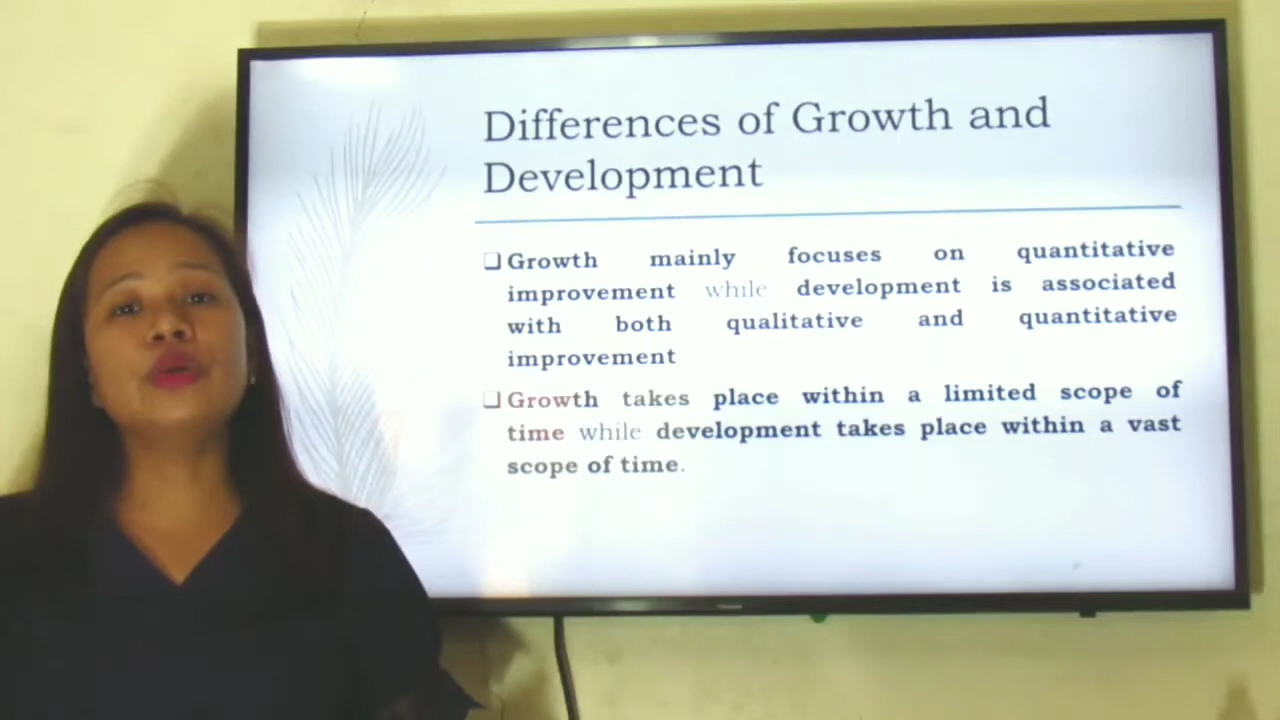 Differences of Growth and
Development
❑Growth mainly focuses on quantitative
improvement while development is associated
with both qualitative and quantitative
improvement
❑Growth takes place within a limited scope of
time while development takes place within a vast
scope of time.